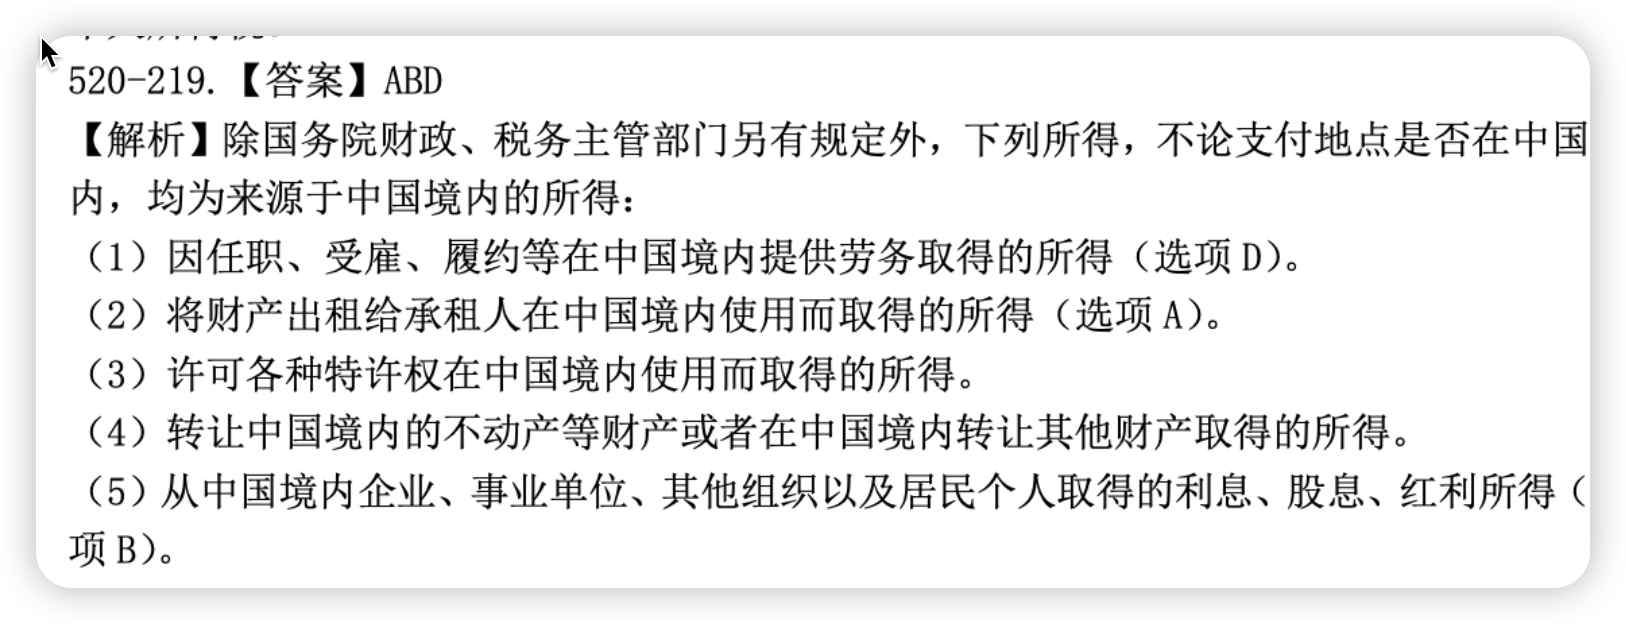 520-219.【答案】ABD
【解析】除国务院财政、税务主管部门另有规定外，下列所得，不论支付地点是否在中国
内，均为来源于中国境内的所得：
（1）因任职、受雇、履约等在中国境内提供劳务取得的所得（选项 D）。
（2）将财产出租给承租人在中国境内使用而取得的所得（选项 A）。
（3）许可各种特许权在中国境内使用而取得的所得。
（4）转让中国境内的不动产等财产或者在中国境内转让其他财产取得的所得。
（5）从中国境内企业、事业单位、其他组织以及居民个人取得的利息、股息、红利所得（
项 B）。